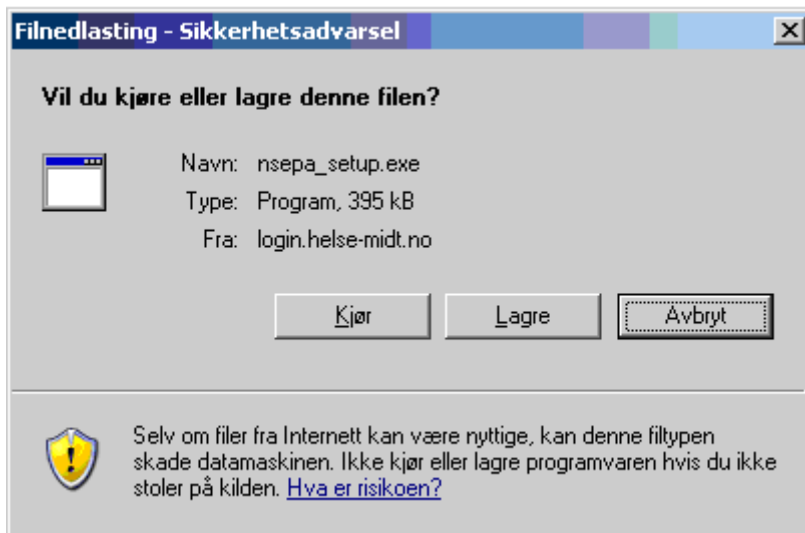 Filnedlasting - Sikkerhetsadvarsel
Vil du kjøre eller lagre denne filen?
Navn: nsepa_setup.exe
Type: Program, 395 kB
Fra: login.helse-midt.no
Kjør Lagre Avbryt
Selv om filer fra Internett kan være nyttige, kan denne filtypen
skade datamaskinen. Ikke kjør eller lagre programvaren hvis du ikke
stoler på kilden. Hva er risikoen?